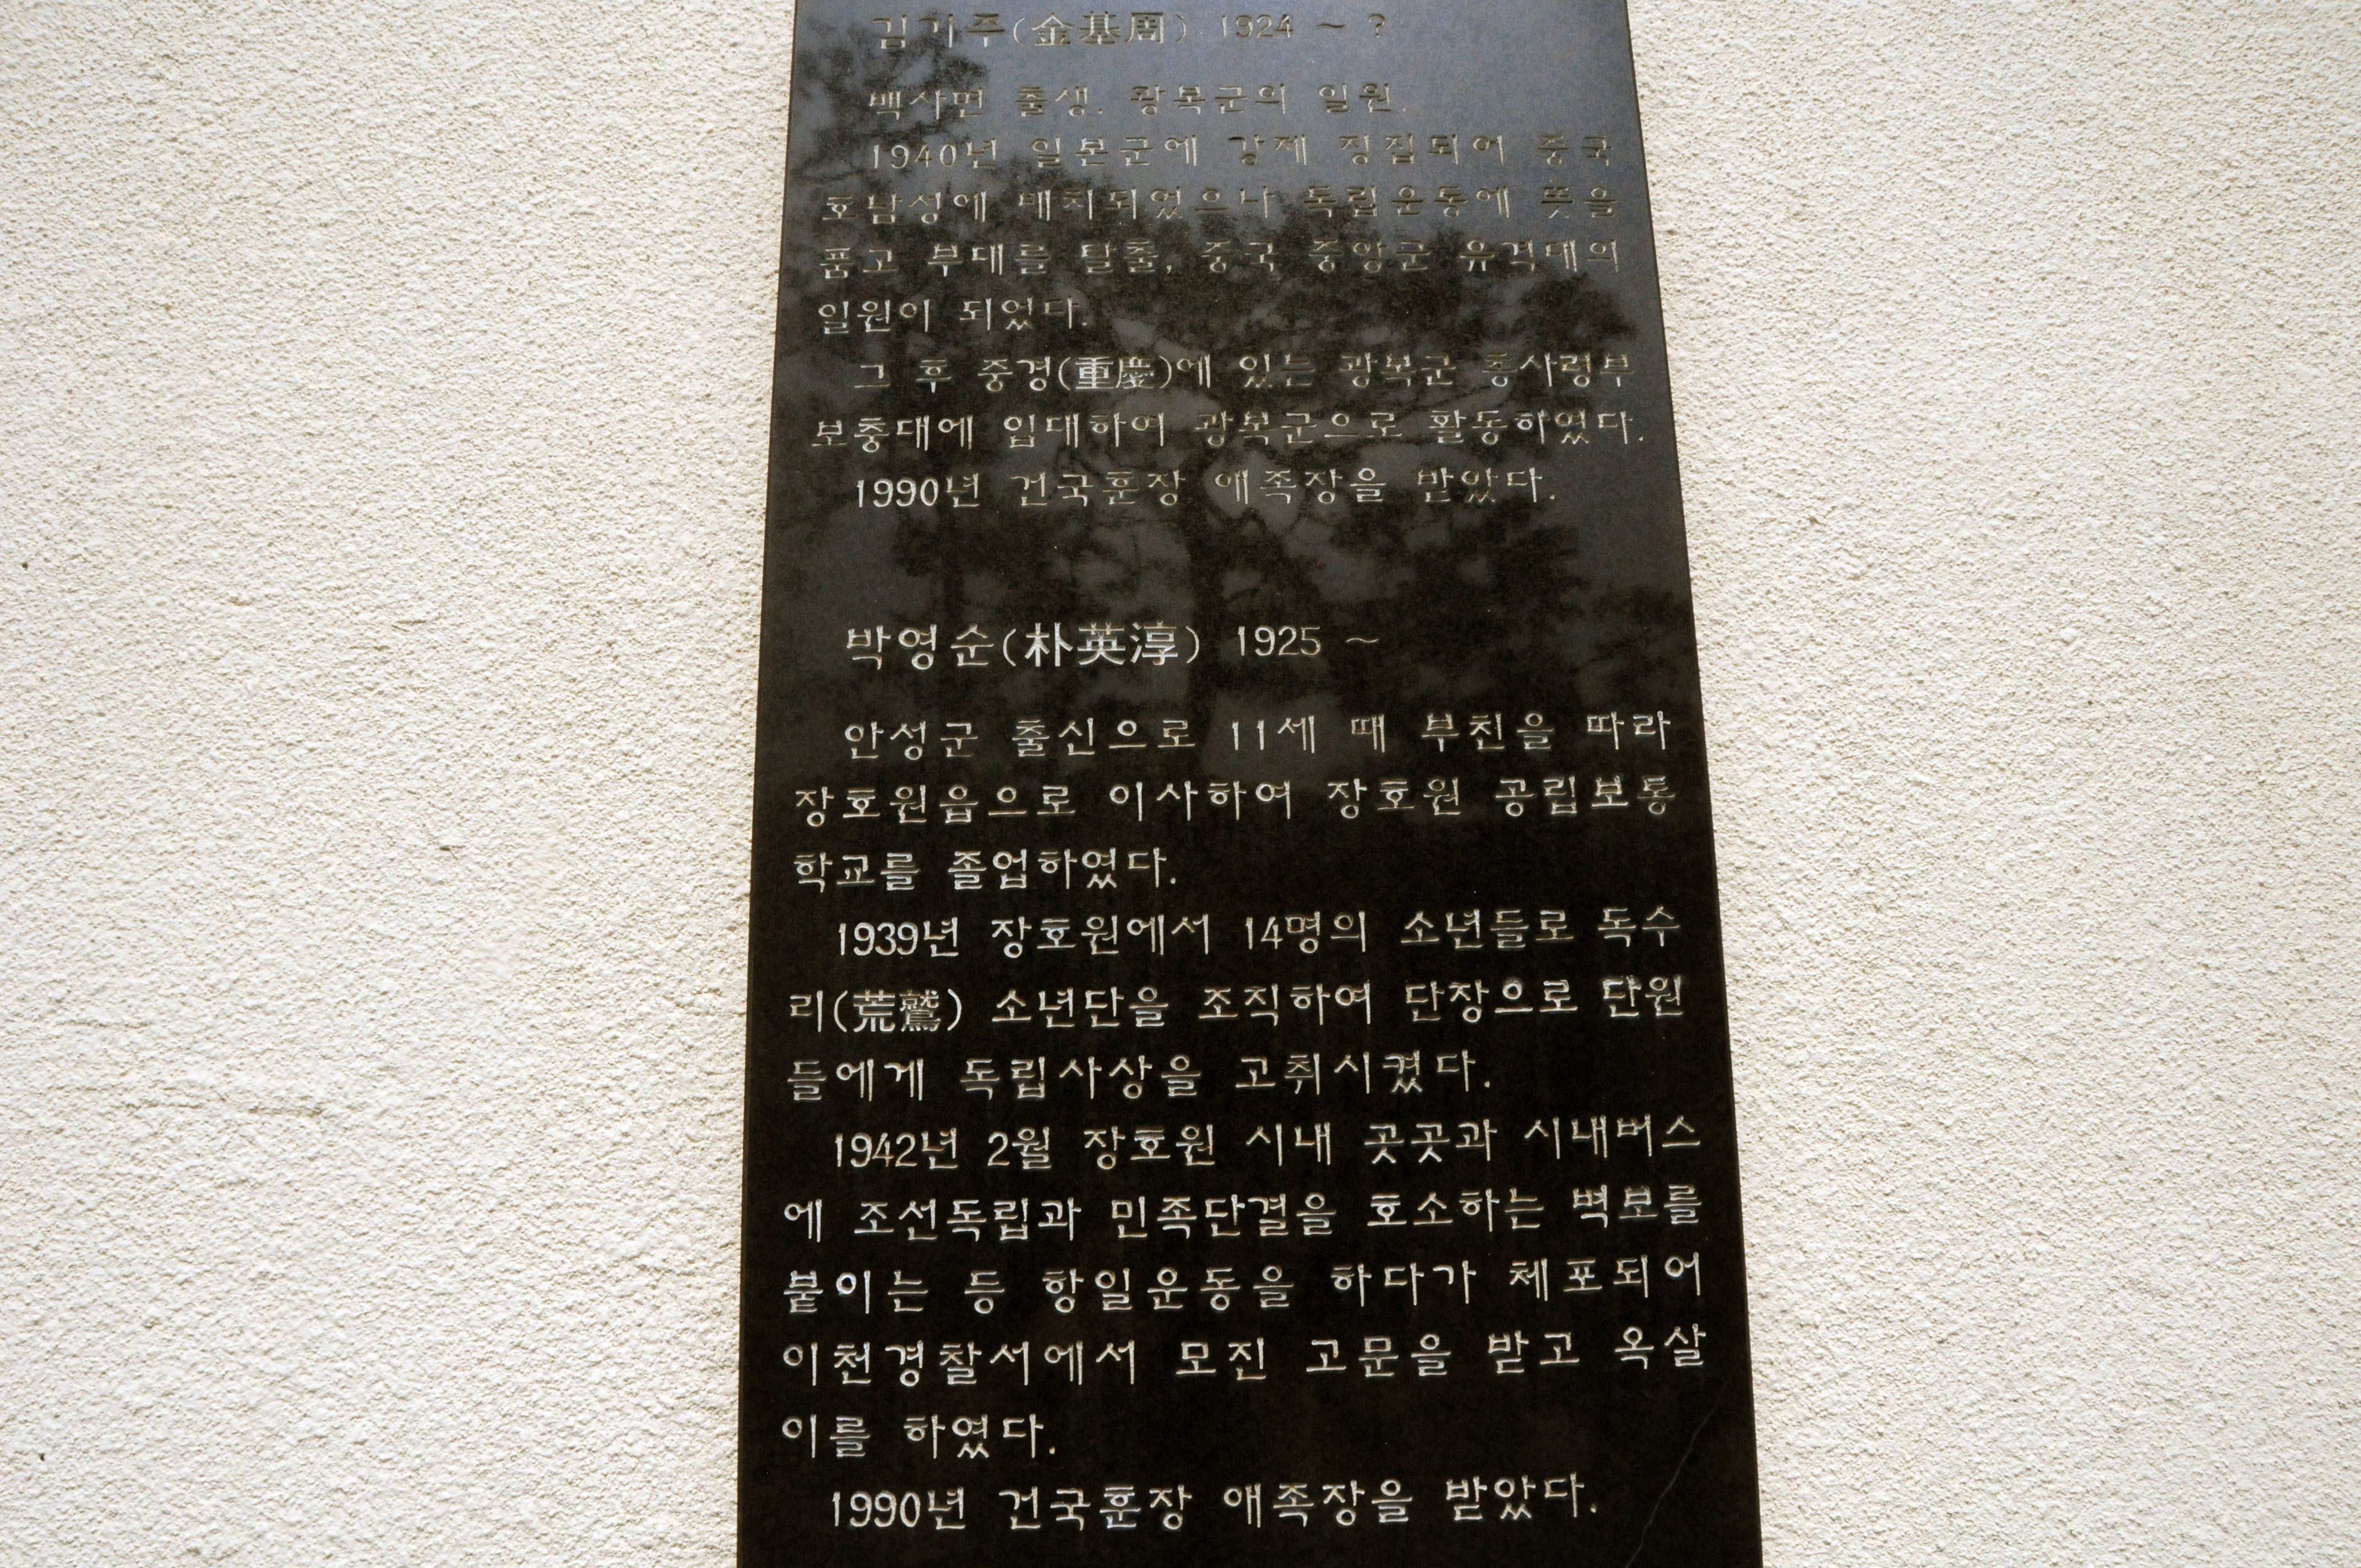 김기주(金基周) 1924 ~ ?
백사면 출생. 광복군의 일원.
1940년 일본군에 강제 징집되어 중국
호남성에 배치되었으나 독립운동에 뜻을
품고 부대를 탈출, 중국 중앙군 유격대의
일원이 되었다.
그 후 중경(重慶)에 있는 광복군 총사령부
보충대에 입대하여 광복군으로 활동하였다.
1990년 건국훈장 애족장을 받았다.
박영순(朴英淳) 1925 ~
안성군 출신으로 11세 때 부친을 따라
장호원읍으로 이사하여 장호원 공립보통
학교를 졸업하였다.
1939년 장호원에서 14명의 소년들로 독수
리(荒鷲) 소년단을 조직하여 단장으로 단원
들에게 독립사상을 고취시켰다.
1942년 2월 장호원 시내 곳곳과 시내버스
에 조선독립과 민족단결을 호소하는 벽보를
붙이는 등 항일운동을 하다가 체포되어
이천경찰서에서 모진 고문을 받고 옥살
이를 하였다.
1990년 건국훈장 애족장을 받았다.